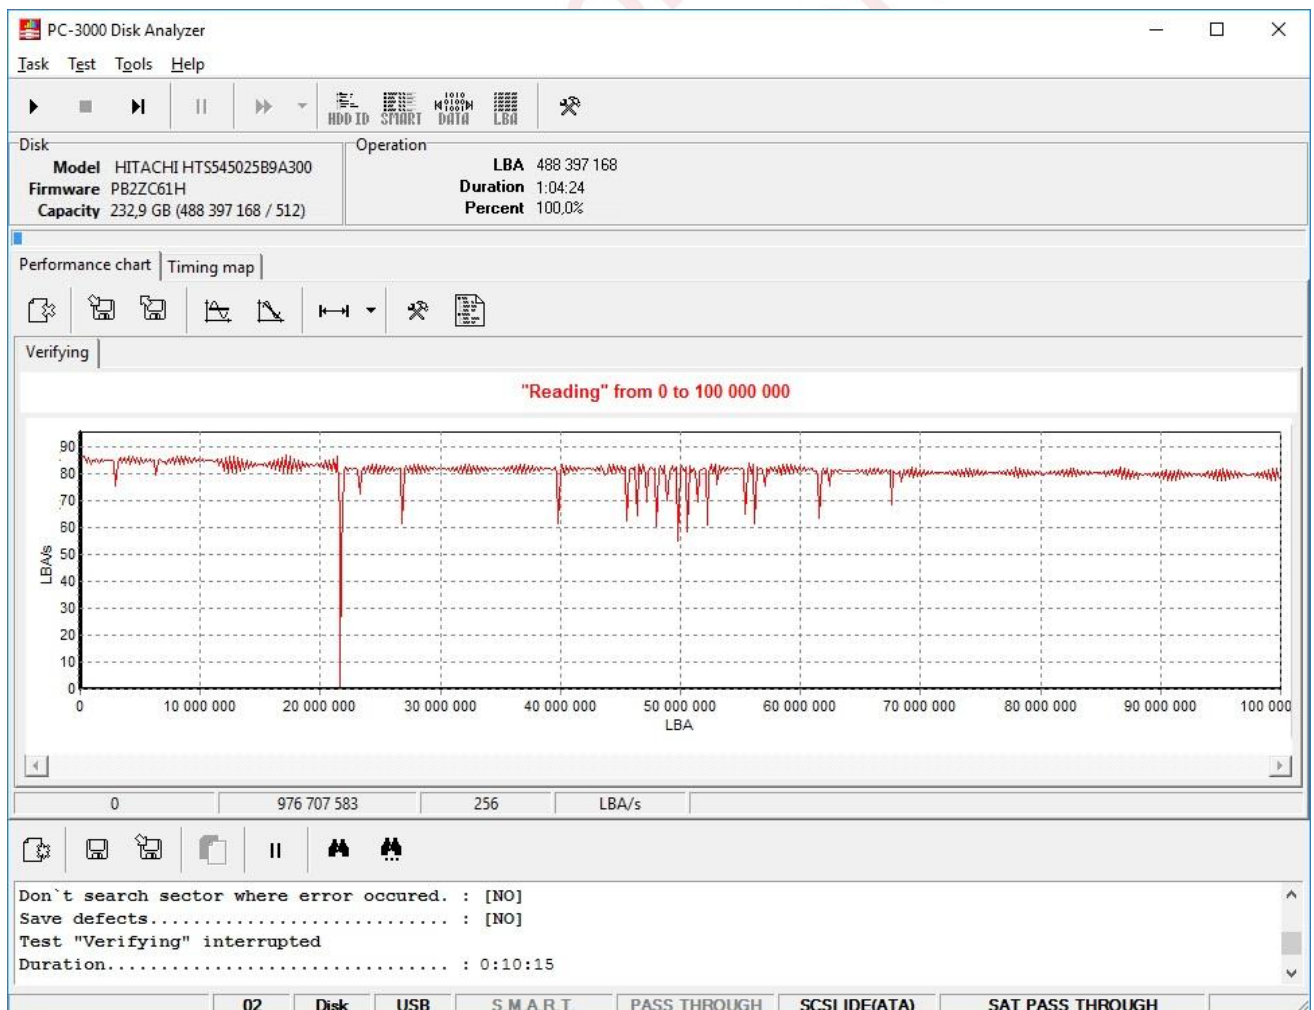 PC-3000 Disk Analyzer
Task Test Tools Help
HDD ID SMART DATA LBA
Disk
Model HITACHI HTS545025B9A300
Firmware PB2ZC61H
Capacity 232,9 GB (488 397 168 / 512)
Operation
LBA 488 397 168
Duration 1:04:24
Percent 100,0%
Performance chart Timing map
Verifying
"Reading" from 0 to 100 000 000
90
80
70
60
50
40
30
20
10
0
LBA/s
0 10 000 000 20 000 000 30 000 000 40 000 000 50 000 000 60 000 000 70 000 000 80 000 000 90 000 000 100 000
LBA
0 976 707 583 256 LBA/s
Don`t search sector where error occured. : [NO]
Save defects............................ : [NO]
Test "Verifying" interrupted
Duration................................ : 0:10:15
02 Disk USB S M A R T PASS THROUGH SCSI IDE(ATA) SAT PASS THROUGH